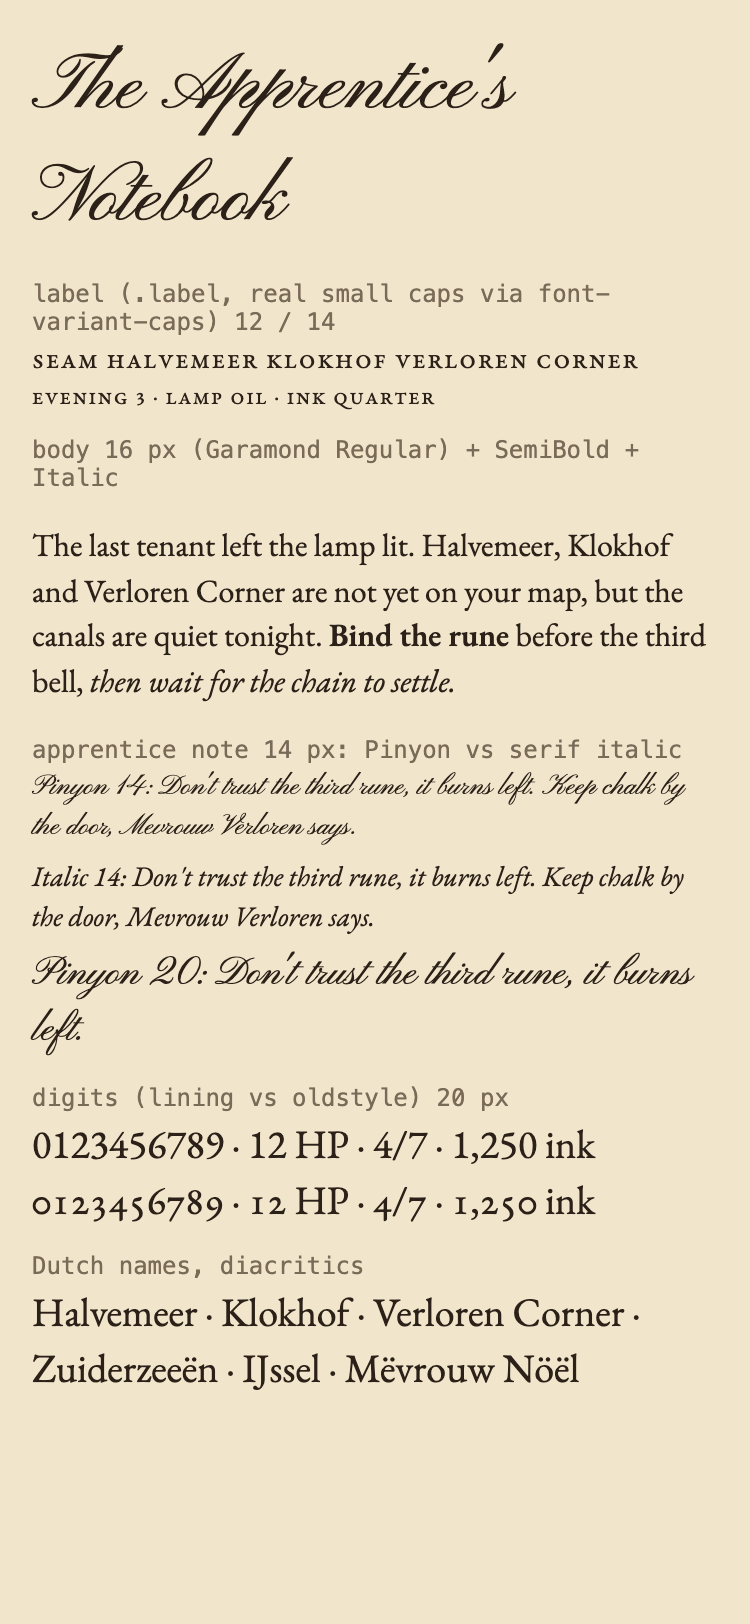 The Apprentice's
Notebook
label (.label, real small caps via font-
variant-caps) 12 / 14
SEAM HALVEMEER KLOKHOF VERLOREN CORNER
EVENING 3 · LAMP OIL · INK QUARTER
body 16 px (Garamond Regular) + SemiBold +
Italic
The last tenant left the lamp lit. Halvemeer, Klokhof
and Verloren Corner are not yet on your map, but the
canals are quiet tonight. Bind the rune before the third
bell, then wait for the chain to settle.
apprentice note 14 px: Pinyon vs serif italic
Pinyon 14: Don't trust the third rune, it burns left. Keep chalk by
the door, Mevrouw Verloren says.
Italic 14: Don't trust the third rune, it burns left. Keep chalk by
the door, Mevrouw Verloren says.
Pinyon 20: Don't trust the third rune, it burns
left.
digits (lining vs oldstyle) 20 px
0123456789 · 12 HP · 4/7 · 1,250 ink
0123456789 · 12 HP · 4/7 · 1,250 ink
Dutch names, diacritics
Halvemeer · Klokhof · Verloren Corner ·
Zuiderzeeën · IJssel · Mëvrouw Nöël